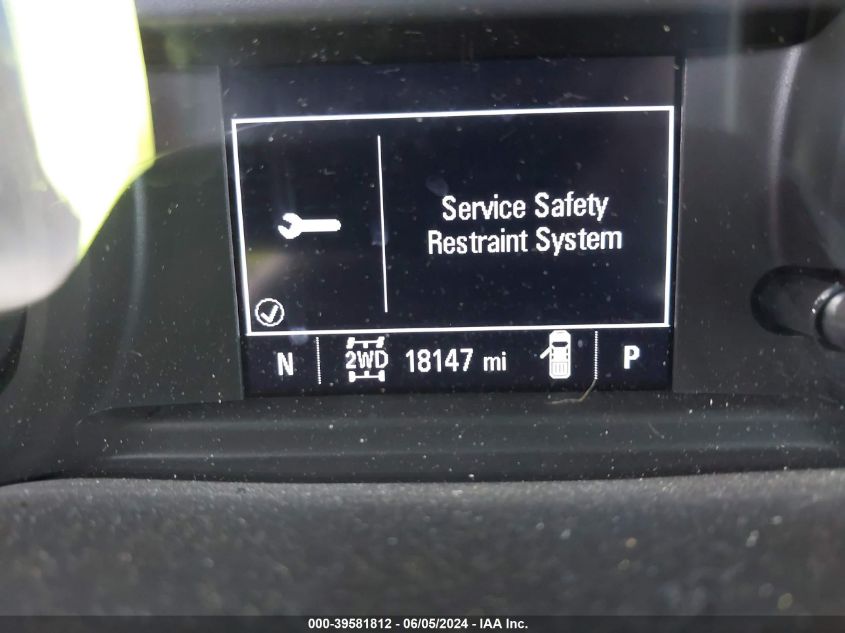 Service Safety
Restraint System
N 2WD 18147 mi P
000-39581812 - 06/05/2024 - IAA Inc.